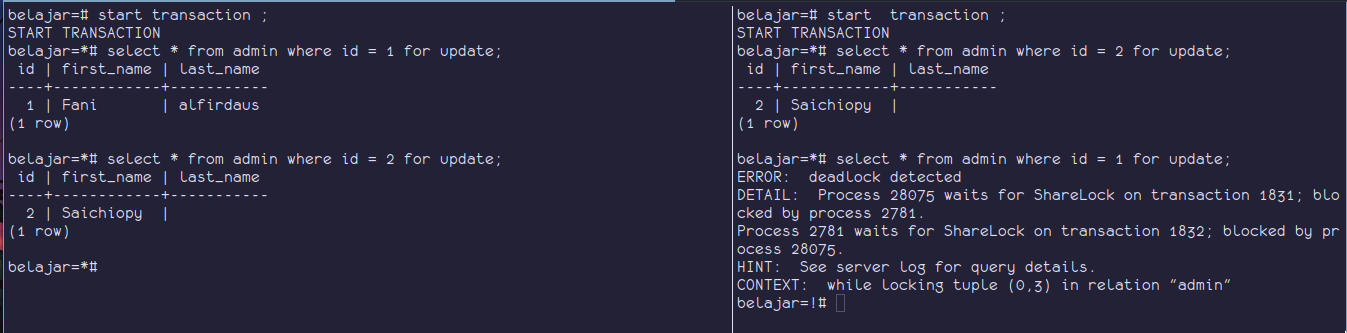 belajar=# start transaction ;
START TRANSACTION
belajar=*# select * from admin where id = 1 for update;
 id | first_name | last_name
----+------------+-----------
  1 | Fani       | alfirdaus
(1 row)

belajar=*# select * from admin where id = 2 for update;
 id | first_name | last_name
----+------------+-----------
  2 | Saichiopy  |
(1 row)

belajar=*#
belajar=# start  transaction ;
START TRANSACTION
belajar=*# select * from admin where id = 2 for update;
 id | first_name | last_name
----+------------+-----------
  2 | Saichiopy  |
(1 row)

belajar=*# select * from admin where id = 1 for update;
ERROR:  deadlock detected
DETAIL:  Process 28075 waits for ShareLock on transaction 1831; blo
cked by process 2781.
Process 2781 waits for ShareLock on transaction 1832; blocked by pr
ocess 28075.
HINT:  See server log for query details.
CONTEXT:  while locking tuple (0,3) in relation "admin"
belajar=!#